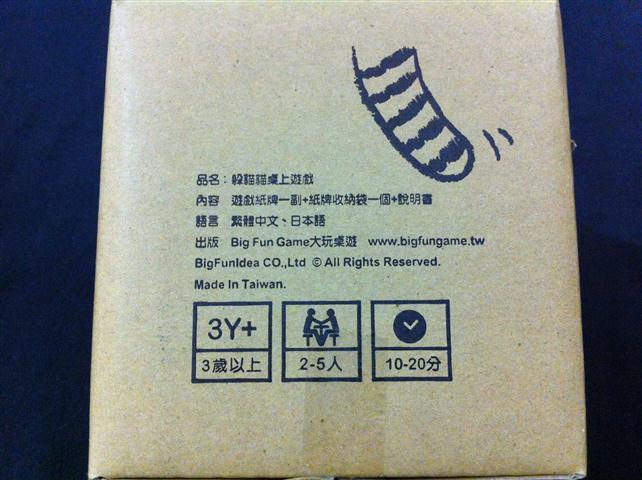 品名：躲貓貓桌上遊戲
內容 遊戲紙牌一副+紙牌收納袋一個+說明書
語言 繁體中文、日本語
出版 Big Fun Game大玩桌遊 www.bigfungame.tw
BigFunIdea CO.,Ltd © All Rights Reserved.
Made In Taiwan.
3Y+
3歲以上
2-5人
10-20分